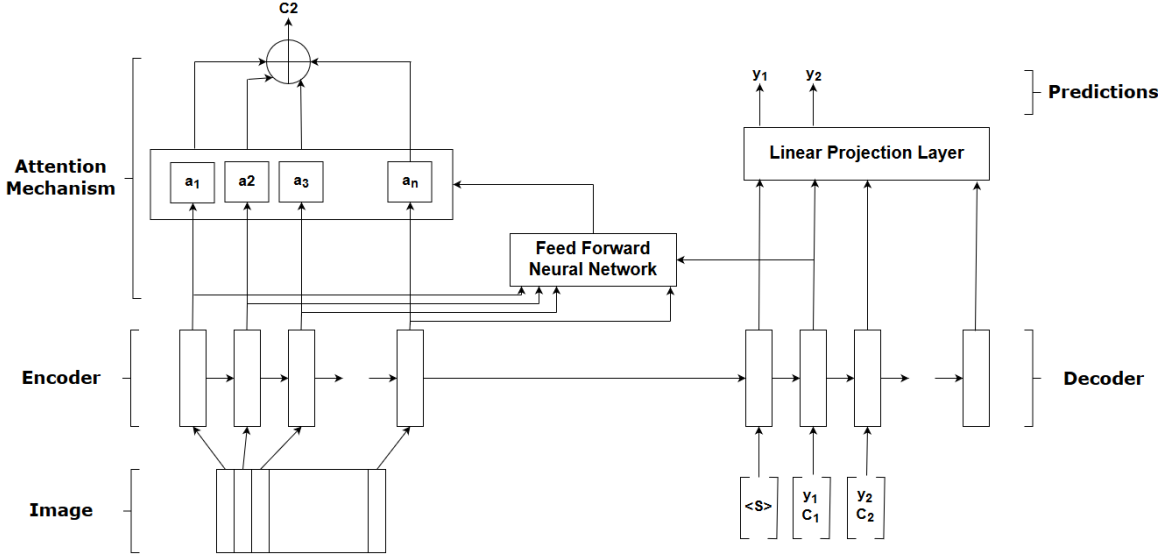 C2
y1 y2
Predictions
Attention
Mechanism
a1 a2 a3 an
Linear Projection Layer
Feed Forward
Neural Network
Encoder
Decoder
Image
<S>
y1
C1
y2
C2